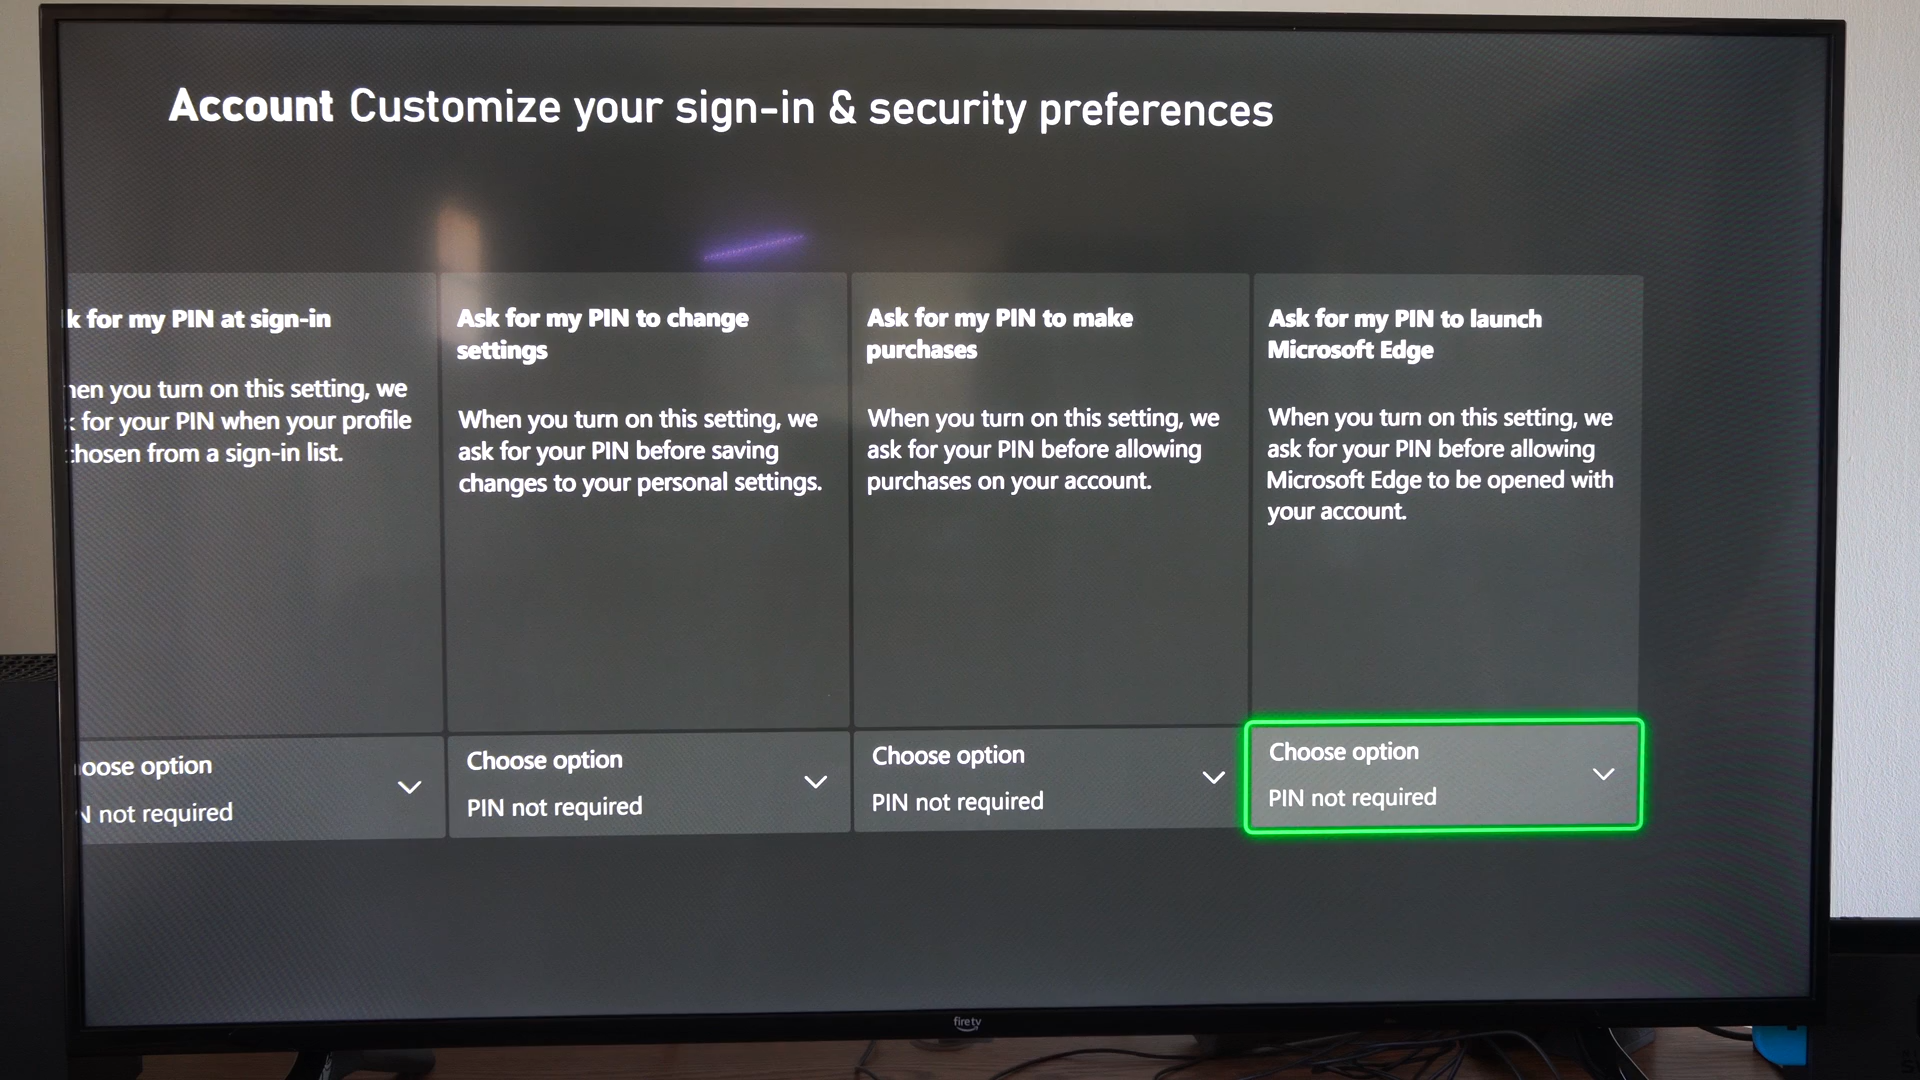 Account Customize your sign-in & security preferences
k for my PIN at sign-in
hen you turn on this setting, we
k for your PIN when your profile
chosen from a sign-in list.
oose option
N not required
Ask for my PIN to change
settings
When you turn on this setting, we
ask for your PIN before saving
changes to your personal settings.
Choose option
PIN not required
Ask for my PIN to make
purchases
When you turn on this setting, we
ask for your PIN before allowing
purchases on your account.
Choose option
PIN not required
Ask for my PIN to launch
Microsoft Edge
When you turn on this setting, we
ask for your PIN before allowing
Microsoft Edge to be opened with
your account.
Choose option
PIN not required
fire tv